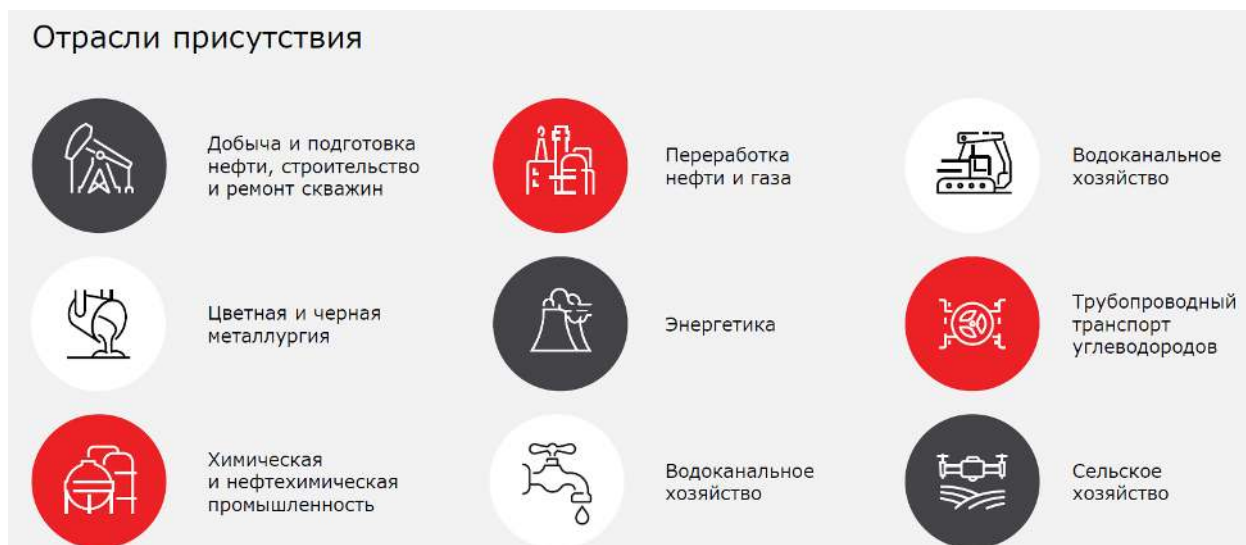 Отрасли присутствия
Добыча и подготовка
нефти, строительство
и ремонт скважин
Переработка
нефти и газа
Водоканальное
хозяйство
Цветная и черная
металлургия
Энергетика
Трубопроводный
транспорт
углеводородов
Химическая
и нефтехимическая
промышленность
Водоканальное
хозяйство
Сельское
хозяйство